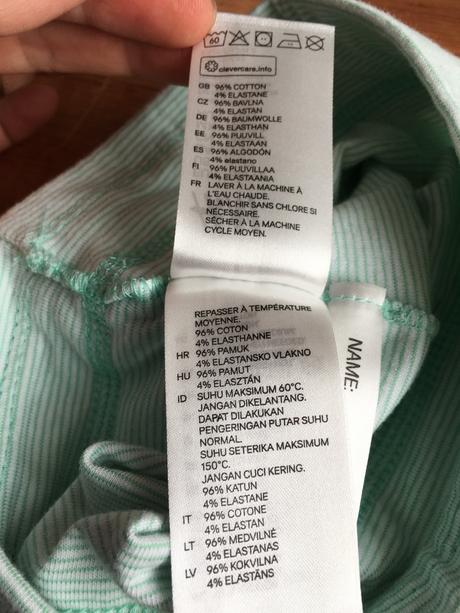 60
clevercare.info
GB 96% COTTON
4% ELASTANE
CZ 96% BAVLNA
4% ELASTAN
DE 96% BAUMWOLLE
4% ELASTHAN
EE 96% PUUVILL
4% ELASTAAN
ES 96% ALGODÓN
4% elastano
FI 96% PUUVILLAA
4% ELASTAANIA
FR LAVER À LA MACHINE À
L'EAU CHAUDE.
BLANCHIR SANS CHLORE SI
NÉCESSAIRE.
SÉCHER À LA MACHINE
CYCLE MOYEN.
REPASSER À TEMPÉRATURE
MOYENNE.
96% COTON
4% ELASTHANNE
HR 96% PAMUK
4% ELASTANSKO VLAKNO
HU 96% PAMUT
4% ELASZTÁN
ID SUHU MAKSIMUM 60°C.
JANGAN DIKELANTANG.
DAPAT DILAKUKAN
PENGERINGAN PUTAR SUHU
NORMAL.
SUHU SETERIKA MAKSIMUM
150°C.
JANGAN CUCI KERING.
96% KATUN
4% ELASTANE
IT 96% COTONE
4% ELASTAN
LT 96% MEDVILNĖ
4% ELASTANAS
LV 96% KOKVILNA
4% ELASTĀNS
NAME: